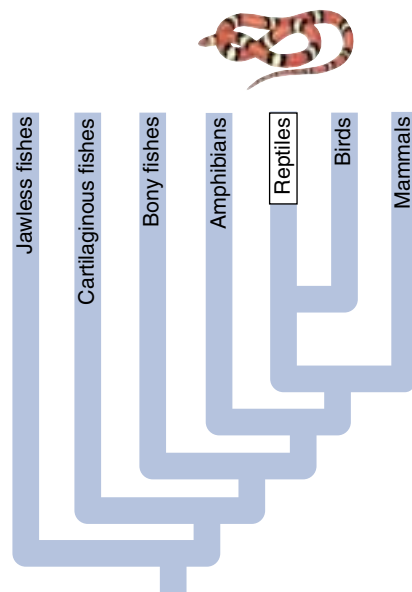 Jawless fishes
Cartilaginous fishes
Bony fishes
Amphibians
Reptiles
Birds
Mammals